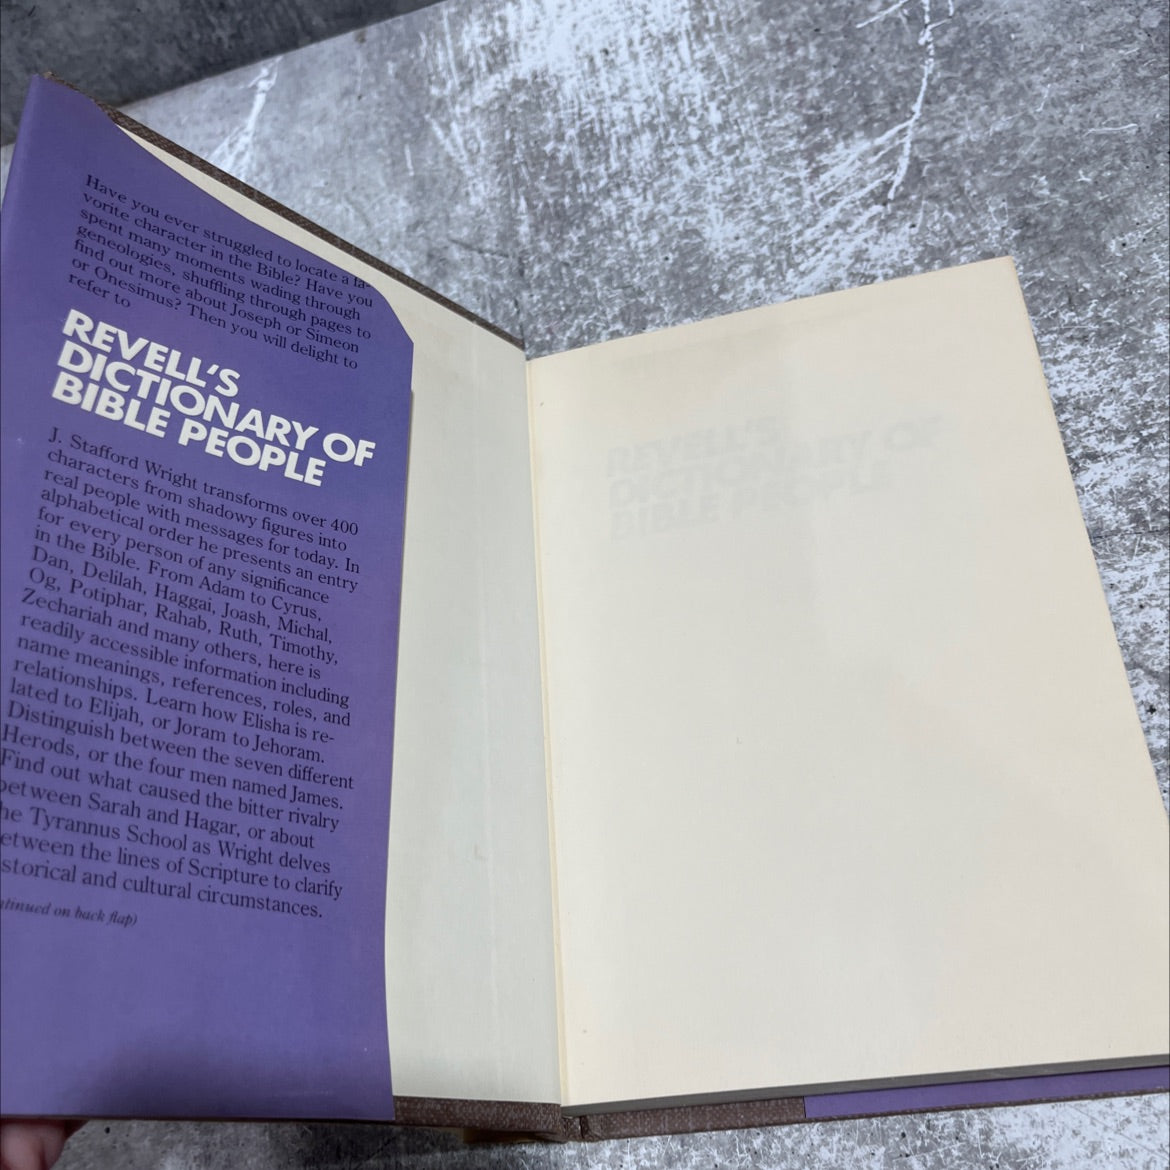 Have you ever struggled to locate a fa-
vorite character in the Bible? Have you
spent many moments wading through
geneologies, shuffling through pages to
find out more about Joseph or Simeon
or Onesimus? Then you will delight to
refer to
REVELL'S
DICTIONARY OF
BIBLE PEOPLE
J. Stafford Wright transforms over 400
characters from shadowy figures into
real people with messages for today. In
alphabetical order he presents an entry
for every person of any significance
in the Bible. From Adam to Cyrus,
Dan, Delilah, Haggai, Joash, Michal,
Og, Potiphar, Rahab, Ruth, Timothy,
Zechariah and many others, here is
readily accessible information including
name meanings, references, roles, and
relationships. Learn how Elisha is re-
lated to Elijah, or Joram to Jehoram.
Distinguish between the seven different
Herods, or the four men named James.
Find out what caused the bitter rivalry
between Sarah and Hagar, or about
he Tyrannus School as Wright delves
etween the lines of Scripture to clarify
storical and cultural circumstances.
ntinued on back flap)
REVELL'S
DICTIONARY OF
BIBLE PEOPLE